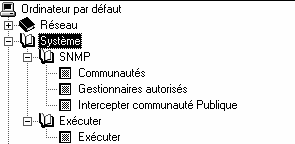 Ordinateur par défaut
Réseau
Système
SNMP
Communautés
Gestionnaires autorisés
Intercepter communauté Publique
Exécuter
Exécuter